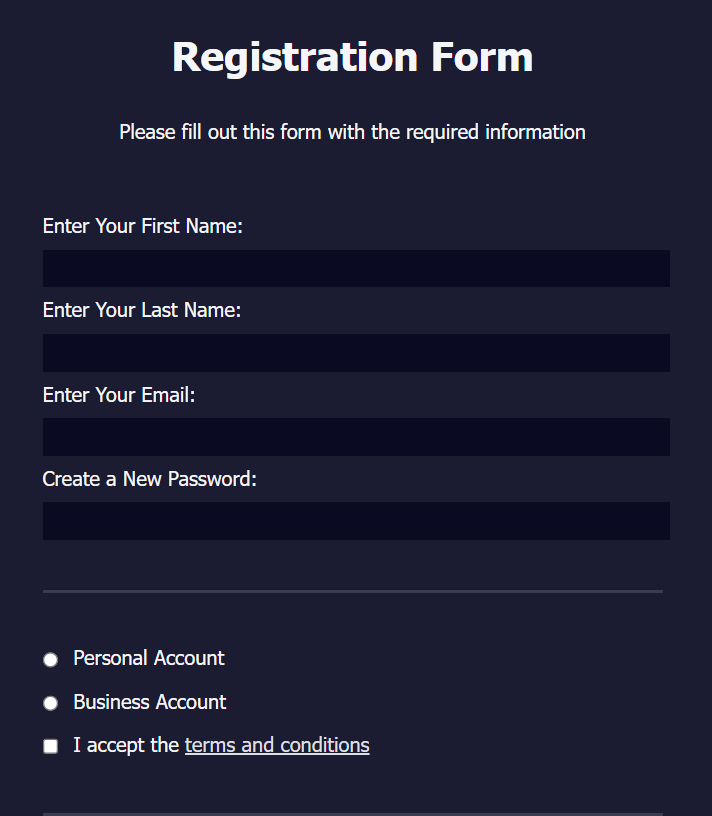 Registration Form
Please fill out this form with the required information
Enter Your First Name:
Enter Your Last Name:
Enter Your Email:
Create a New Password:
Personal Account
Business Account
I accept the terms and conditions